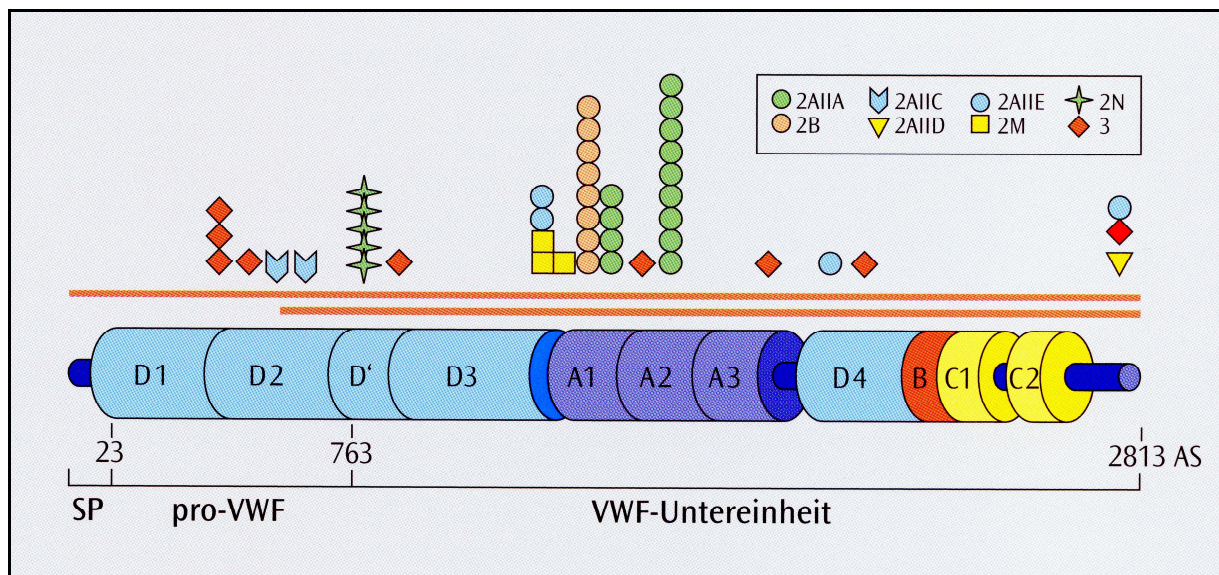 2AIIA 2AIIC 2AIIE 2N
2B 2AIID 2M 3
D1 D2 D' D3 A1 A2 A3 D4 B C1 C2
23 763 2813 AS
SP pro-VWF VWF-Untereinheit